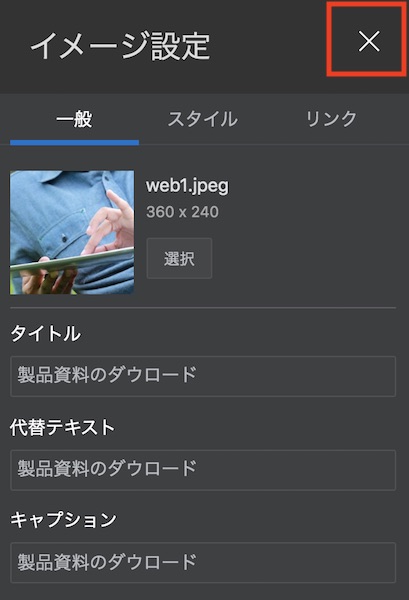 イメージ設定
一般
スタイル
リンク
web1.jpeg
360 x 240
選択
タイトル
製品資料のダウロード
代替テキスト
製品資料のダウロード
キャプション
製品資料のダウロード